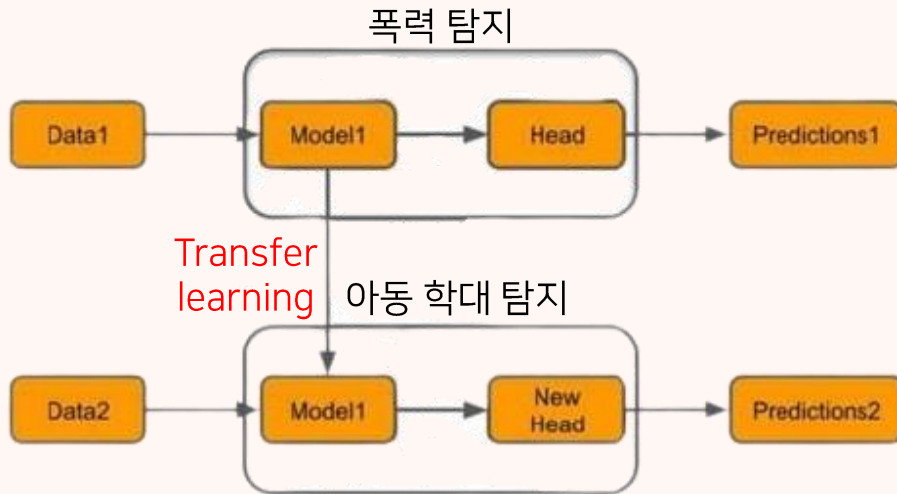 폭력 탐지
Data1
Model1
Head
Predictions1
Transfer
learning
아동 학대 탐지
Data2
Model1
New
Head
Predictions2